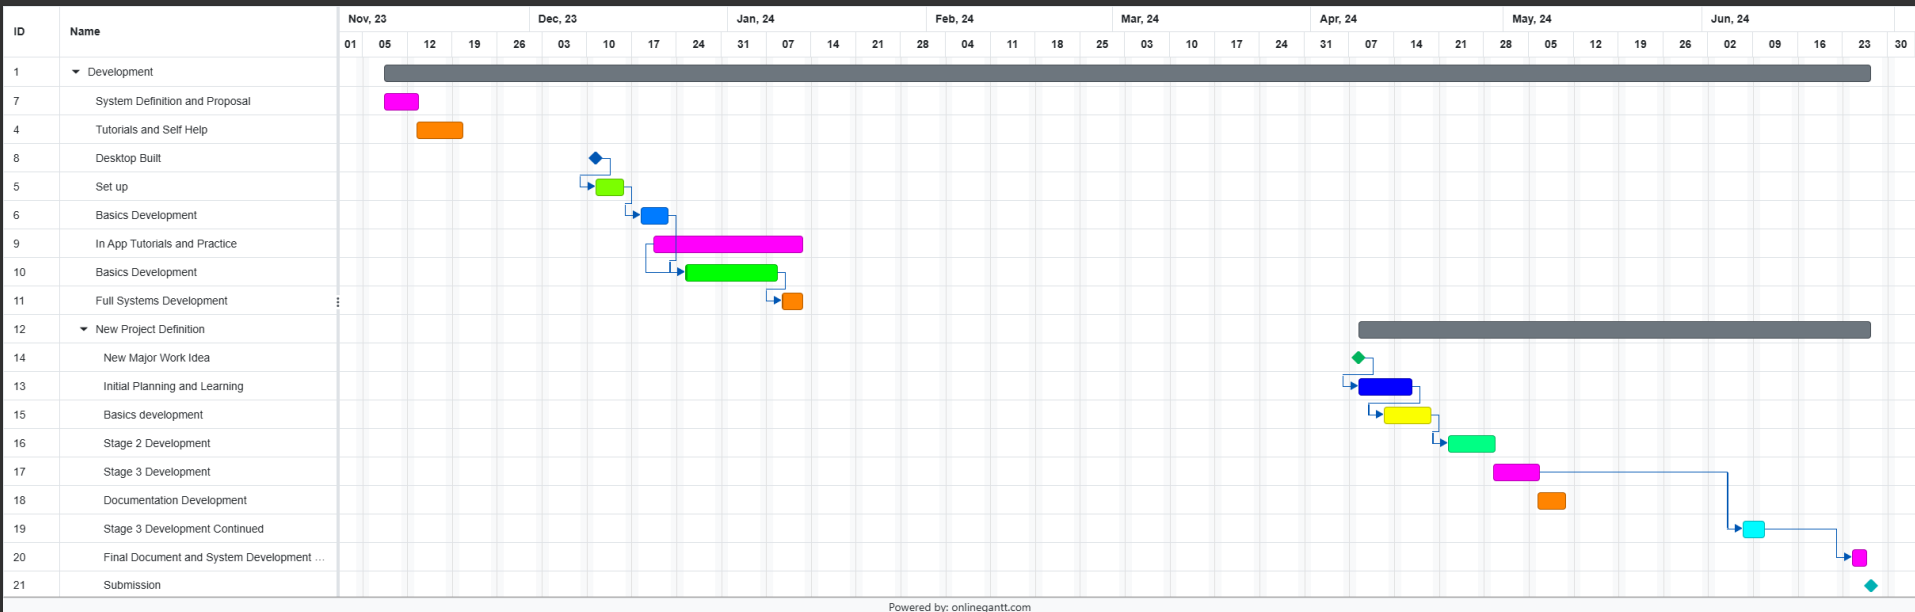 ID Name Nov, 23 Dec, 23 Jan, 24 Feb, 24 Mar, 24 Apr, 24 May, 24 Jun, 24
01 05 12 19 26 03 10 17 24 31 07 14 21 28 04 11 18 25 03 10 17 24 31 07 14 21 28 05 12 19 26 02 09 16 23 30
1 Development
7 System Definition and Proposal
4 Tutorials and Self Help
8 Desktop Built
5 Set up
6 Basics Development
9 In App Tutorials and Practice
10 Basics Development
11 Full Systems Development
12 New Project Definition
14 New Major Work Idea
13 Initial Planning and Learning
15 Basics development
16 Stage 2 Development
17 Stage 3 Development
18 Documentation Development
19 Stage 3 Development Continued
20 Final Document and System Development ...
21 Submission
Powered by: onlinegantt.com